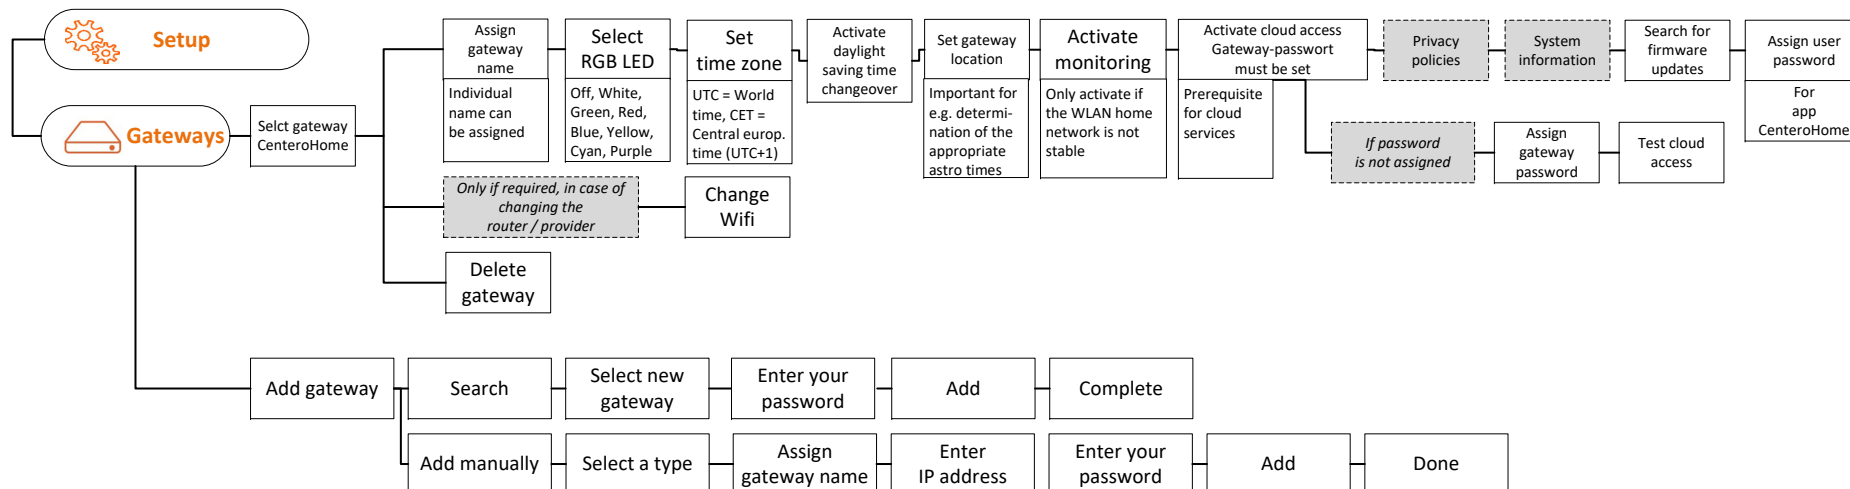 Setup
Gateways
Selct gateway
CenteroHome
Assign
gateway
name
Individual
name can
be assigned
Select
RGB LED
Off, White,
Green, Red,
Blue, Yellow,
Cyan, Purple
Set
time zone
UTC = World
time, CET =
Central europ.
time (UTC+1)
Activate
daylight
saving time
changeover
Set gateway
location
Important for
e.g. determi-
nation of the
appropriate
astro times
Activate
monitoring
Only activate if
the WLAN home
network is not
stable
Activate cloud access
Gateway-passwort
must be set
Prerequisite
for cloud
services
Privacy
policies
System
information
Search for
firmware
updates
Assign user
password
For
app
CenteroHome
If password
is not assigned
Assign
gateway
password
Test cloud
access
Only if required, in case of
changing the
router / provider
Change
Wifi
Delete
gateway
Add gateway
Search
Select new
gateway
Enter your
password
Add
Complete
Add manually
Select a type
Assign
gateway name
Enter
IP address
Enter your
password
Add
Done